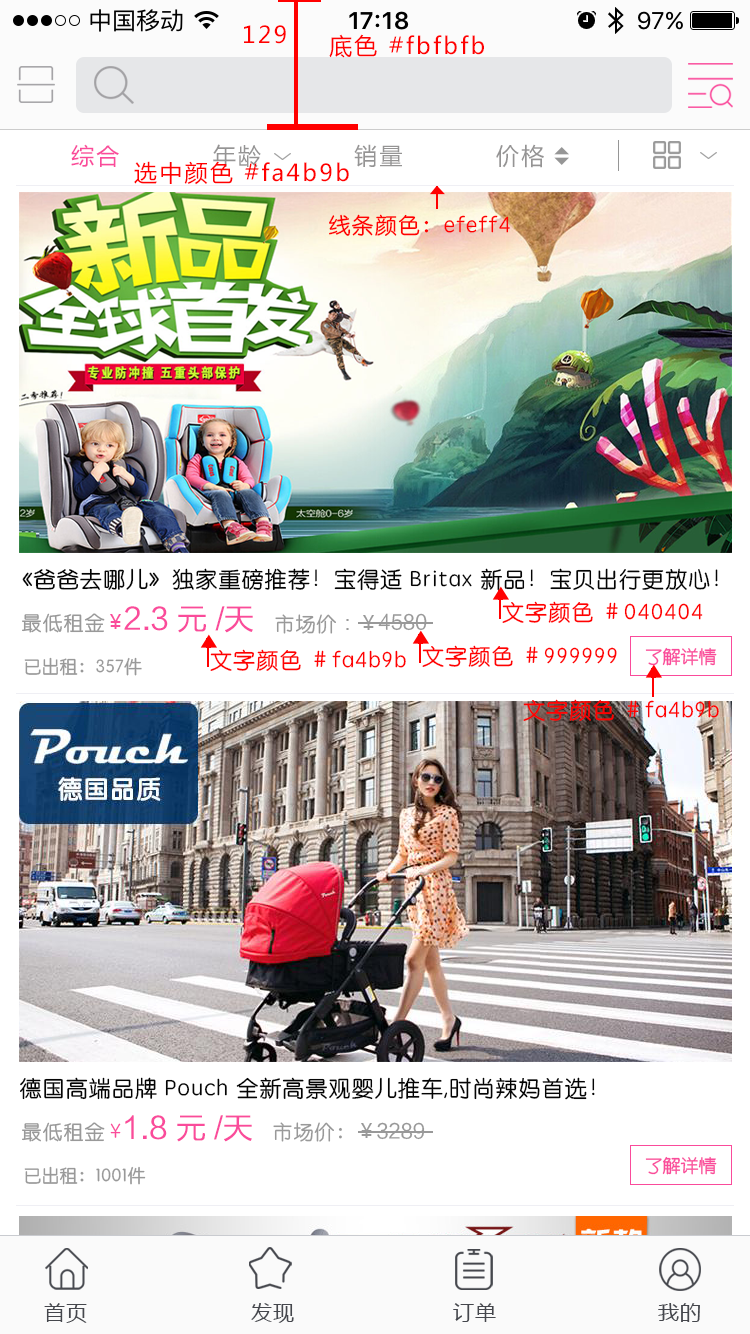 中国移动 17:18 97%
129
底色 #fbfbfb
综合 年龄 销量 价格
选中颜色 #fa4b9b
线条颜色：efeff4
新品
全球首发
专业防冲撞 五重头部保护
二季推荐！
2岁 太空舱0-6岁
《爸爸去哪儿》独家重磅推荐！宝得适 Britax 新品！宝贝出行更放心！
文字颜色 #040404
最低租金 ¥2.3 元 /天 市场价： ¥4580
文字颜色 #fa4b9b
文字颜色 #999999
已出租：357件
了解详情
文字颜色 #fa4b9b
Pouch
德国品质
Pouch
Pouch
德国高端品牌 Pouch 全新高景观婴儿推车,时尚辣妈首选！
最低租金 ¥1.8 元 /天 市场价： ¥3289
已出租：1001件
了解详情
新款
首页 发现 订单 我的